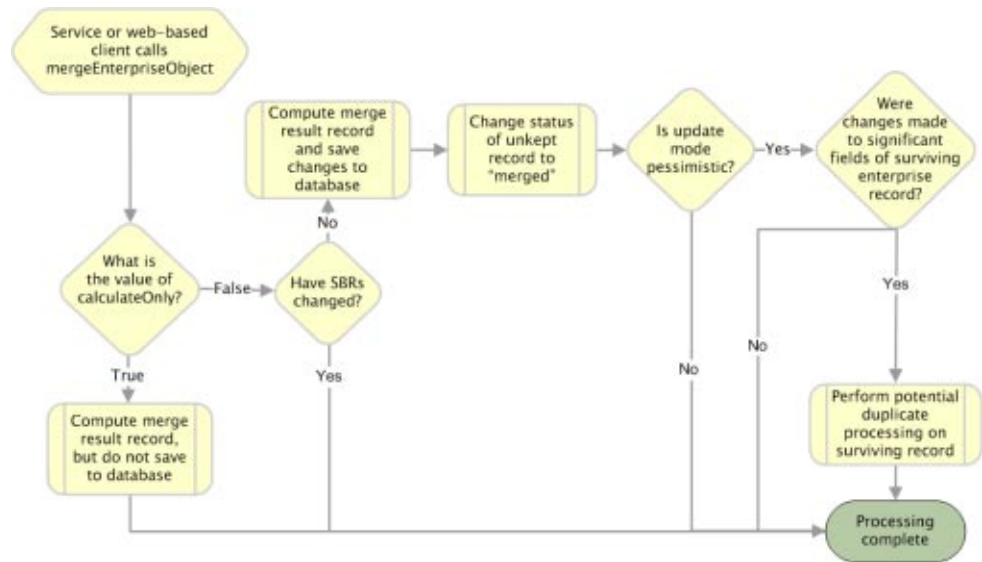 Service or web-based
client calls
mergeEnterpriseObject
Compute merge
result record
and save
changes to
database
Change status
of unkept
record to
"merged"
Is update
mode
pessimistic?
Yes
Were
changes made
to significant
fields of surviving
enterprise
record?
No
What is
the value of
calculateOnly?
False
Have SBRs
changed?
Yes
No
No
True
Yes
Compute merge
result record,
but do not save
to database
Perform potential
duplicate
processing on
surviving record
Processing
complete